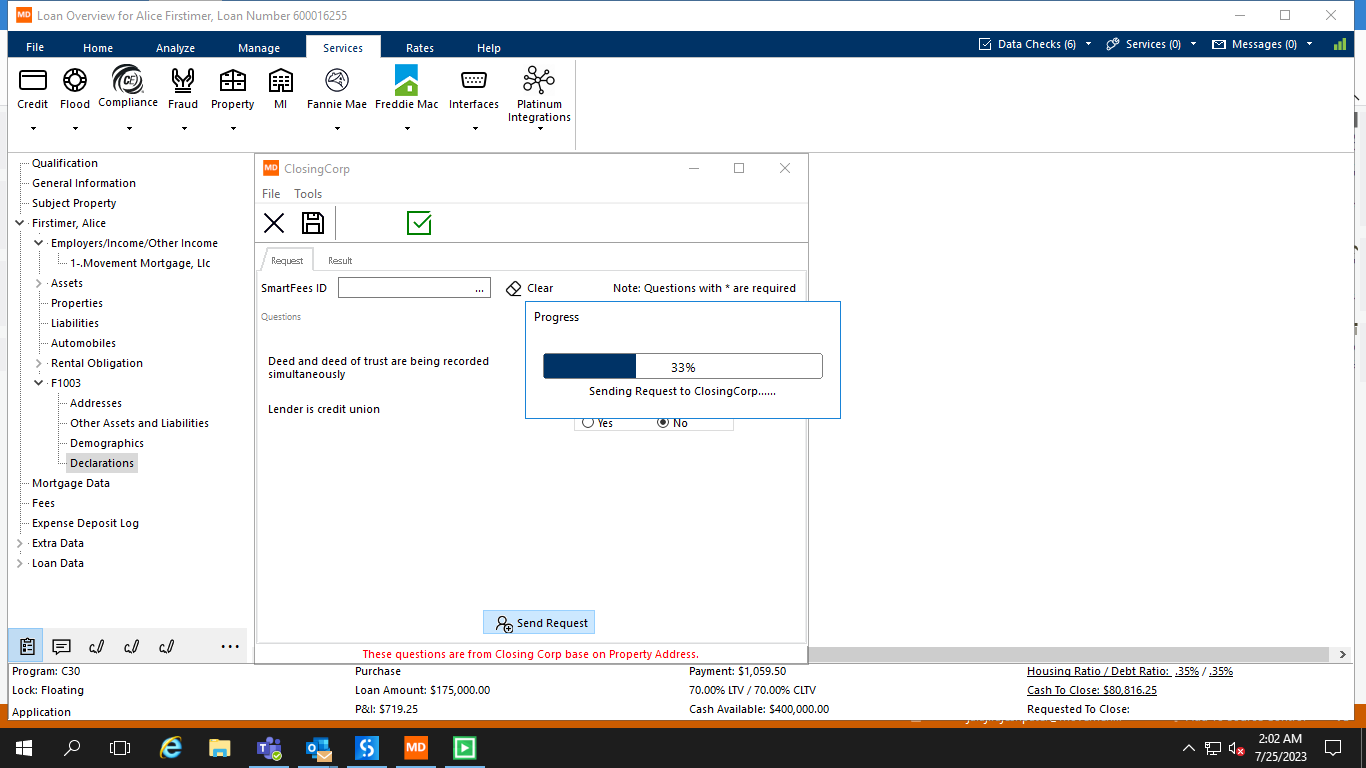 MD Loan Overview for Alice Firstimer, Loan Number 600016255
File Home Analyze Manage Services Rates Help Data Checks (6) Services (0) Messages (0)
Credit Flood Compliance Fraud Property MI Fannie Mae Freddie Mac Interfaces Platinum Integrations
Qualification
General Information
Subject Property
Firstimer, Alice
Employers/Income/Other Income
1-.Movement Mortgage, Llc
Assets
Properties
Liabilities
Automobiles
Rental Obligation
F1003
Addresses
Other Assets and Liabilities
Demographics
Declarations
Mortgage Data
Fees
Expense Deposit Log
Extra Data
Loan Data
MD ClosingCorp
File Tools
Request Result
SmartFees ID ... Clear Note: Questions with * are required
Questions
Deed and deed of trust are being recorded
simultaneously
Lender is credit union
Yes No
Progress
33%
Sending Request to ClosingCorp......
Send Request
These questions are from Closing Corp base on Property Address.
Program: C30 Purchase Payment: $1,059.50 Housing Ratio / Debt Ratio: .35% / .35%
Lock: Floating Loan Amount: $175,000.00 70.00% LTV / 70.00% CLTV Cash To Close: $80,816.25
Application P&I: $719.25 Cash Available: $400,000.00 Requested To Close:
MD
2:02 AM
7/25/2023